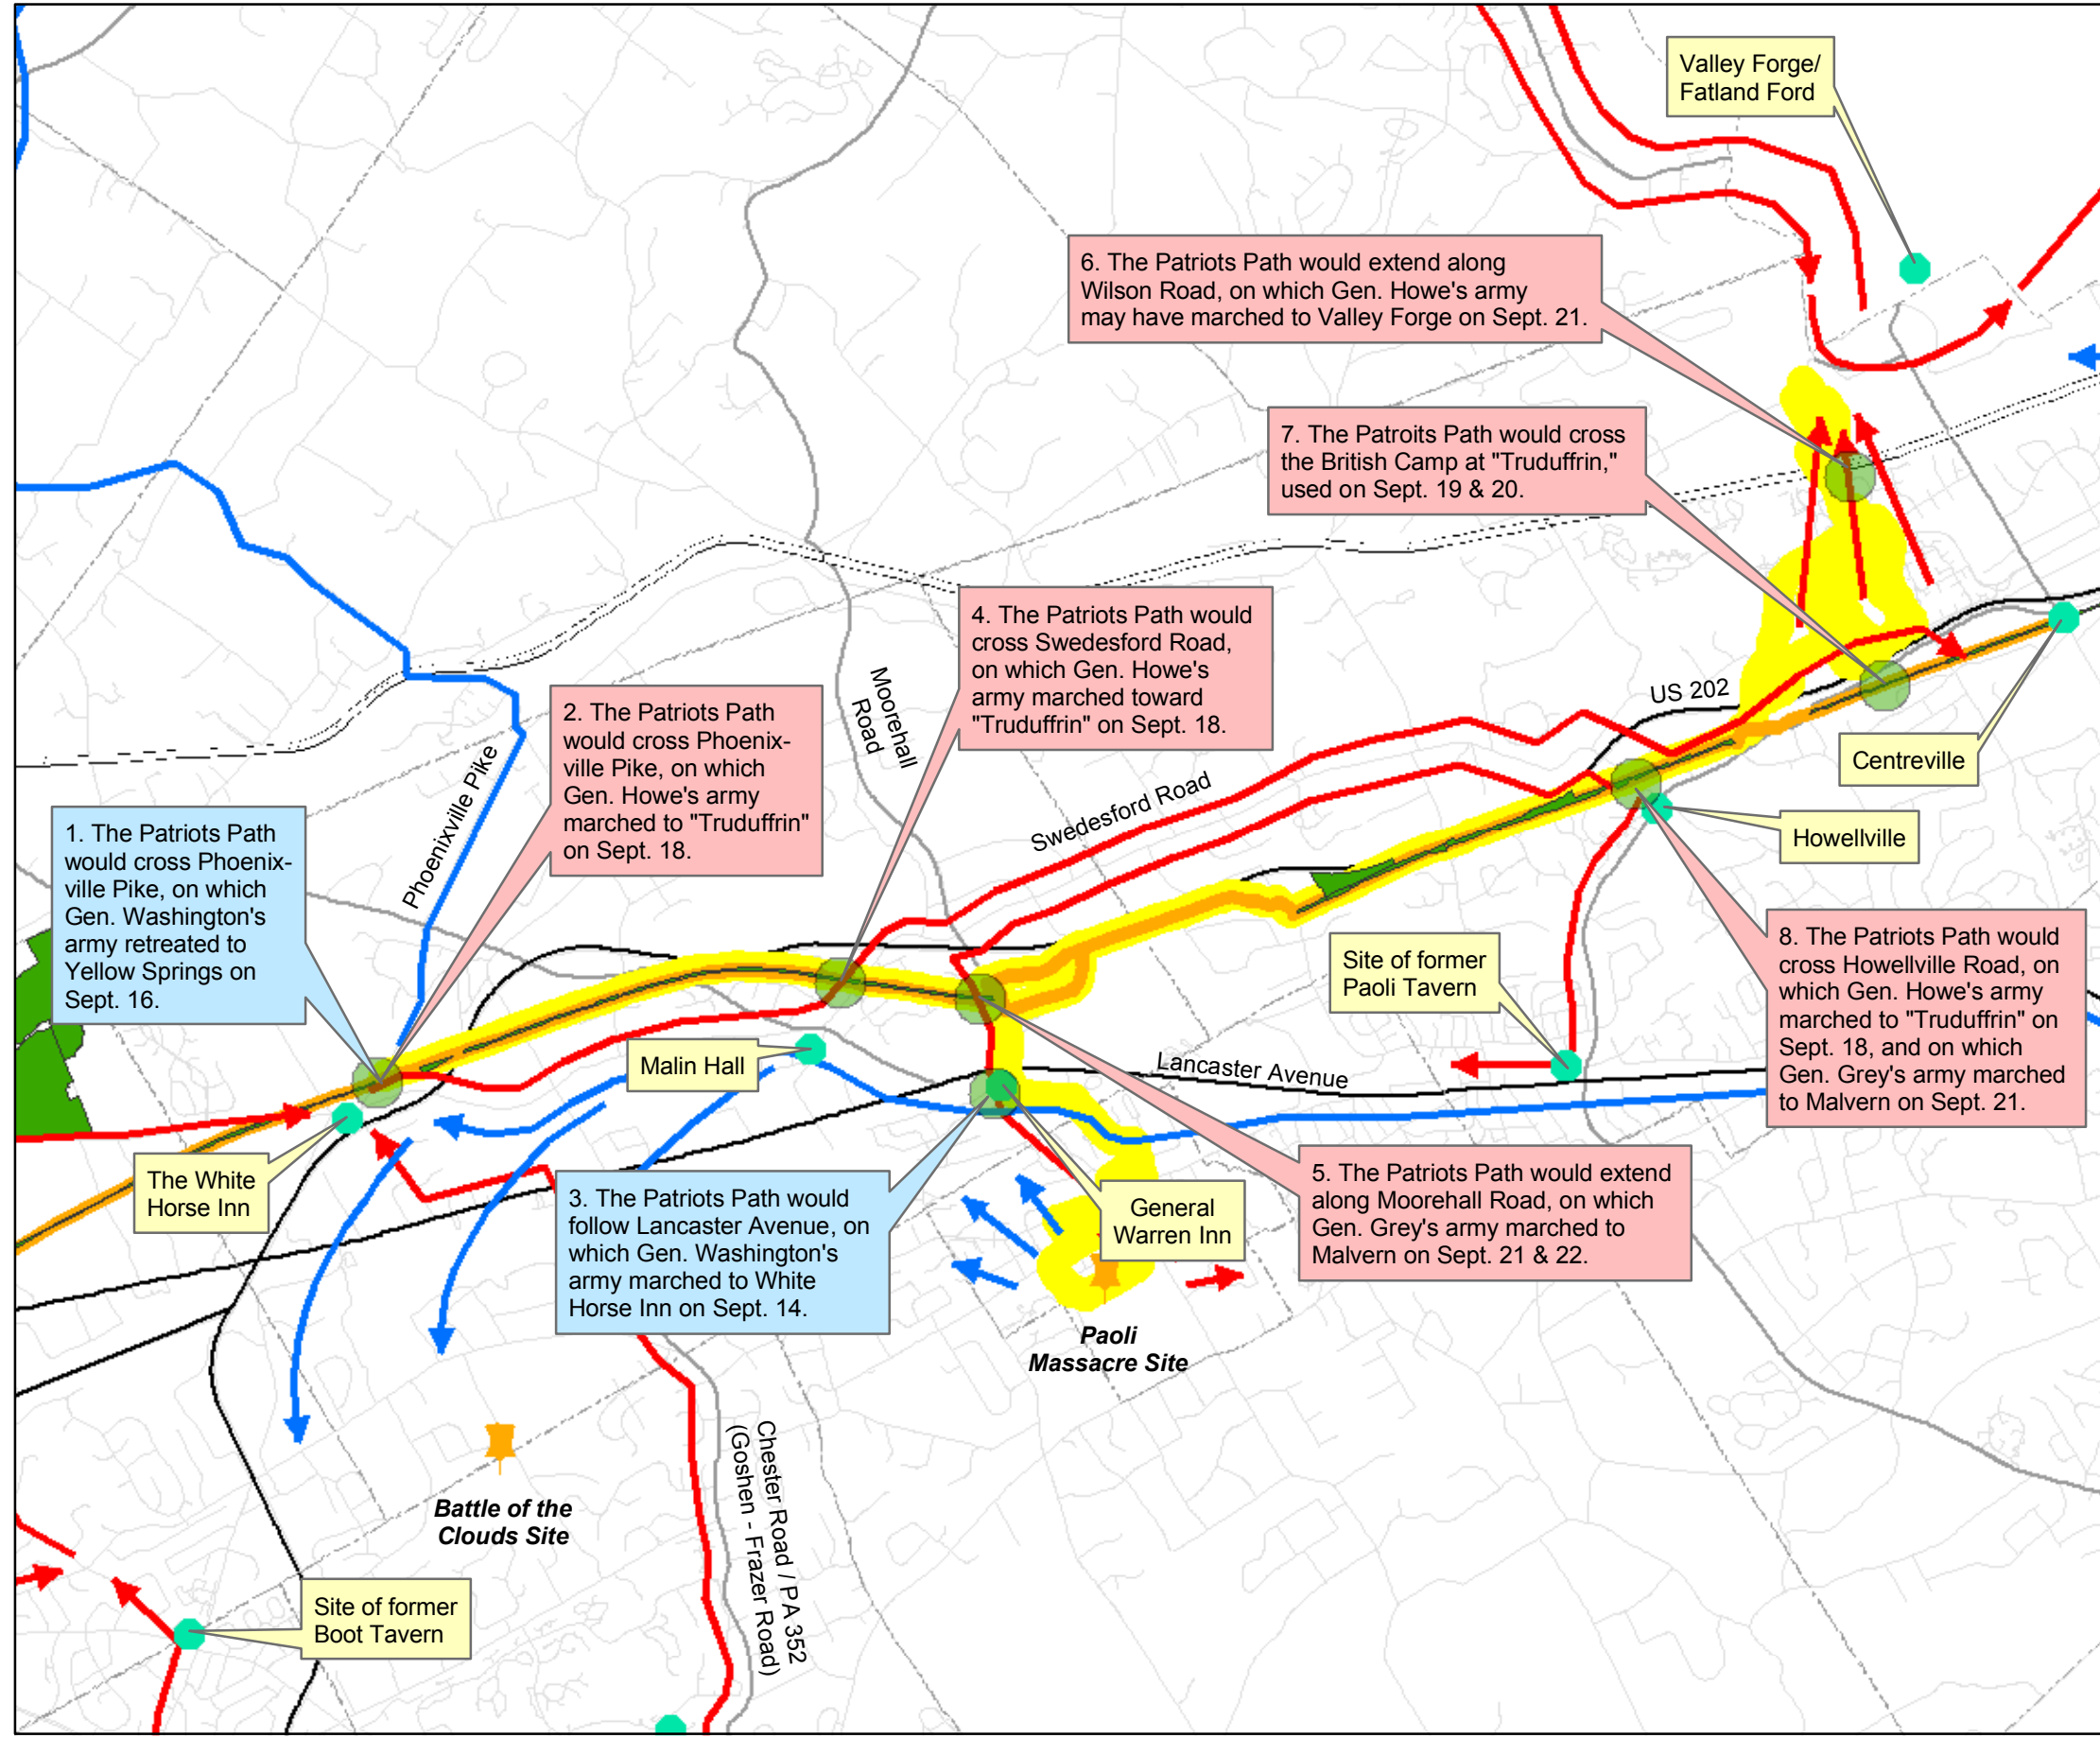 Valley Forge/
Fatland Ford
6. The Patriots Path would extend along
Wilson Road, on which Gen. Howe's army
may have marched to Valley Forge on Sept. 21.
7. The Patroits Path would cross
the British Camp at "Truduffrin,"
used on Sept. 19 & 20.
4. The Patriots Path would
cross Swedesford Road,
on which Gen. Howe's
army marched toward
"Truduffrin" on Sept. 18.
Moorehall
Road
US 202
2. The Patriots Path
would cross Phoenix-
ville Pike, on which
Gen. Howe's army
marched to "Truduffrin"
on Sept. 18.
Phoenixville Pike
Centreville
Swedesford Road
Howellville
1. The Patriots Path
would cross Phoenix-
ville Pike, on which
Gen. Washington's
army retreated to
Yellow Springs on
Sept. 16.
Site of former
Paoli Tavern
8. The Patriots Path would
cross Howellville Road, on
which Gen. Howe's army
marched to "Truduffrin" on
Sept. 18, and on which
Gen. Grey's army marched
to Malvern on Sept. 21.
Malin Hall
Lancaster Avenue
The White
Horse Inn
3. The Patriots Path would
follow Lancaster Avenue, on
which Gen. Washington's
army marched to White
Horse Inn on Sept. 14.
General
Warren Inn
5. The Patriots Path would extend
along Moorehall Road, on which
Gen. Grey's army marched to
Malvern on Sept. 21 & 22.
Paoli
Massacre Site
Battle of the
Clouds Site
Chester Road / PA 352
(Goshen - Frazer Road)
Site of former
Boot Tavern